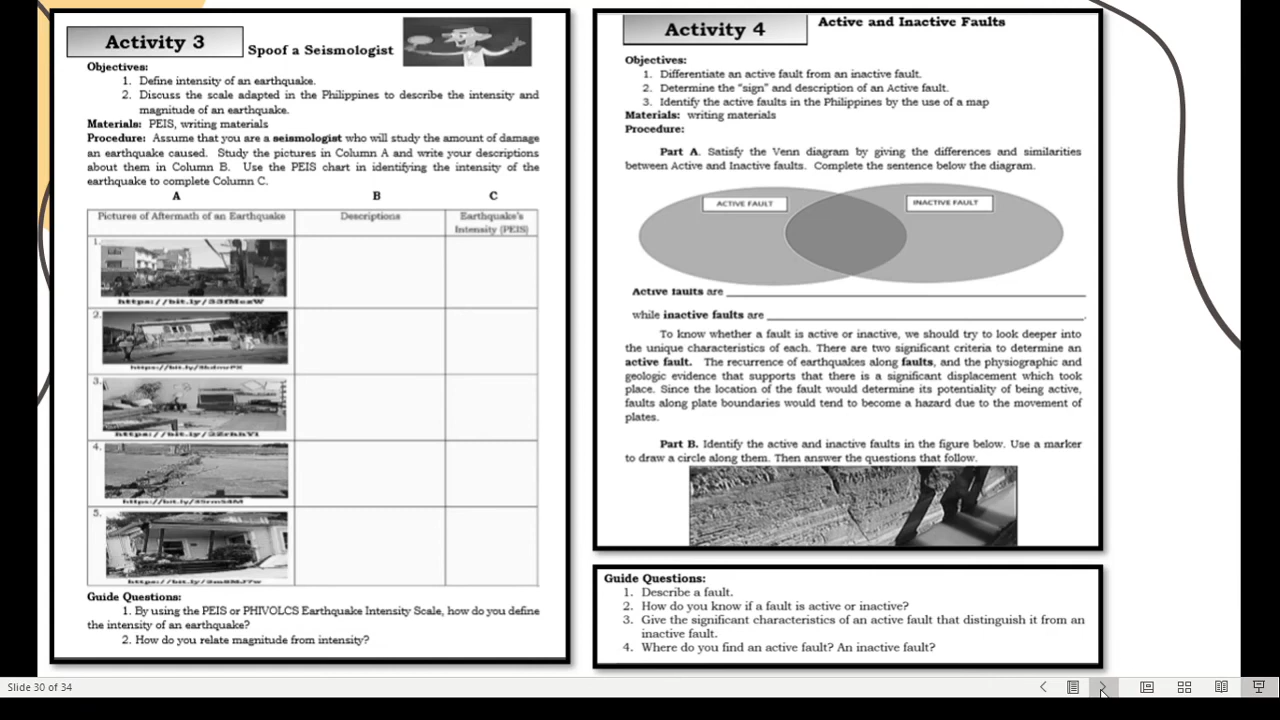 Activity 3
Spoof a Seismologist
Objectives:
1. Define intensity of an earthquake.
2. Discuss the scale adapted in the Philippines to describe the intensity and
magnitude of an earthquake.
Materials: PEIS, writing materials
Procedure: Assume that you are a seismologist who will study the amount of damage
an earthquake caused. Study the pictures in Column A and write your descriptions
about them in Column B. Use the PEIS chart in identifying the intensity of the
earthquake to complete Column C.
A B C
Pictures of Aftermath of an Earthquake Descriptions Earthquake's
Intensity (PEIS)
1.
2.
3.
4.
5.
Guide Questions:
1. By using the PEIS or PHIVOLCS Earthquake Intensity Scale, how do you define
the intensity of an earthquake?
2. How do you relate magnitude from intensity?
Activity 4
Active and Inactive Faults
Objectives:
1. Differentiate an active fault from an inactive fault.
2. Determine the "sign" and description of an Active fault.
3. Identify the active faults in the Philippines by the use of a map
Materials: writing materials
Procedure:
Part A. Satisfy the Venn diagram by giving the differences and similarities
between Active and Inactive faults. Complete the sentence below the diagram.
ACTIVE FAULT
INACTIVE FAULT
Active faults are
while inactive faults are .
To know whether a fault is active or inactive, we should try to look deeper into
the unique characteristics of each. There are two significant criteria to determine an
active fault. The recurrence of earthquakes along faults, and the physiographic and
geologic evidence that supports that there is a significant displacement which took
place. Since the location of the fault would determine its potentiality of being active,
faults along plate boundaries would tend to become a hazard due to the movement of
plates.
Part B. Identify the active and inactive faults in the figure below. Use a marker
to draw a circle along them. Then answer the questions that follow.
Guide Questions:
1. Describe a fault.
2. How do you know if a fault is active or inactive?
3. Give the significant characteristics of an active fault that distinguish it from an
inactive fault.
4. Where do you find an active fault? An inactive fault?
Slide 30 of 34